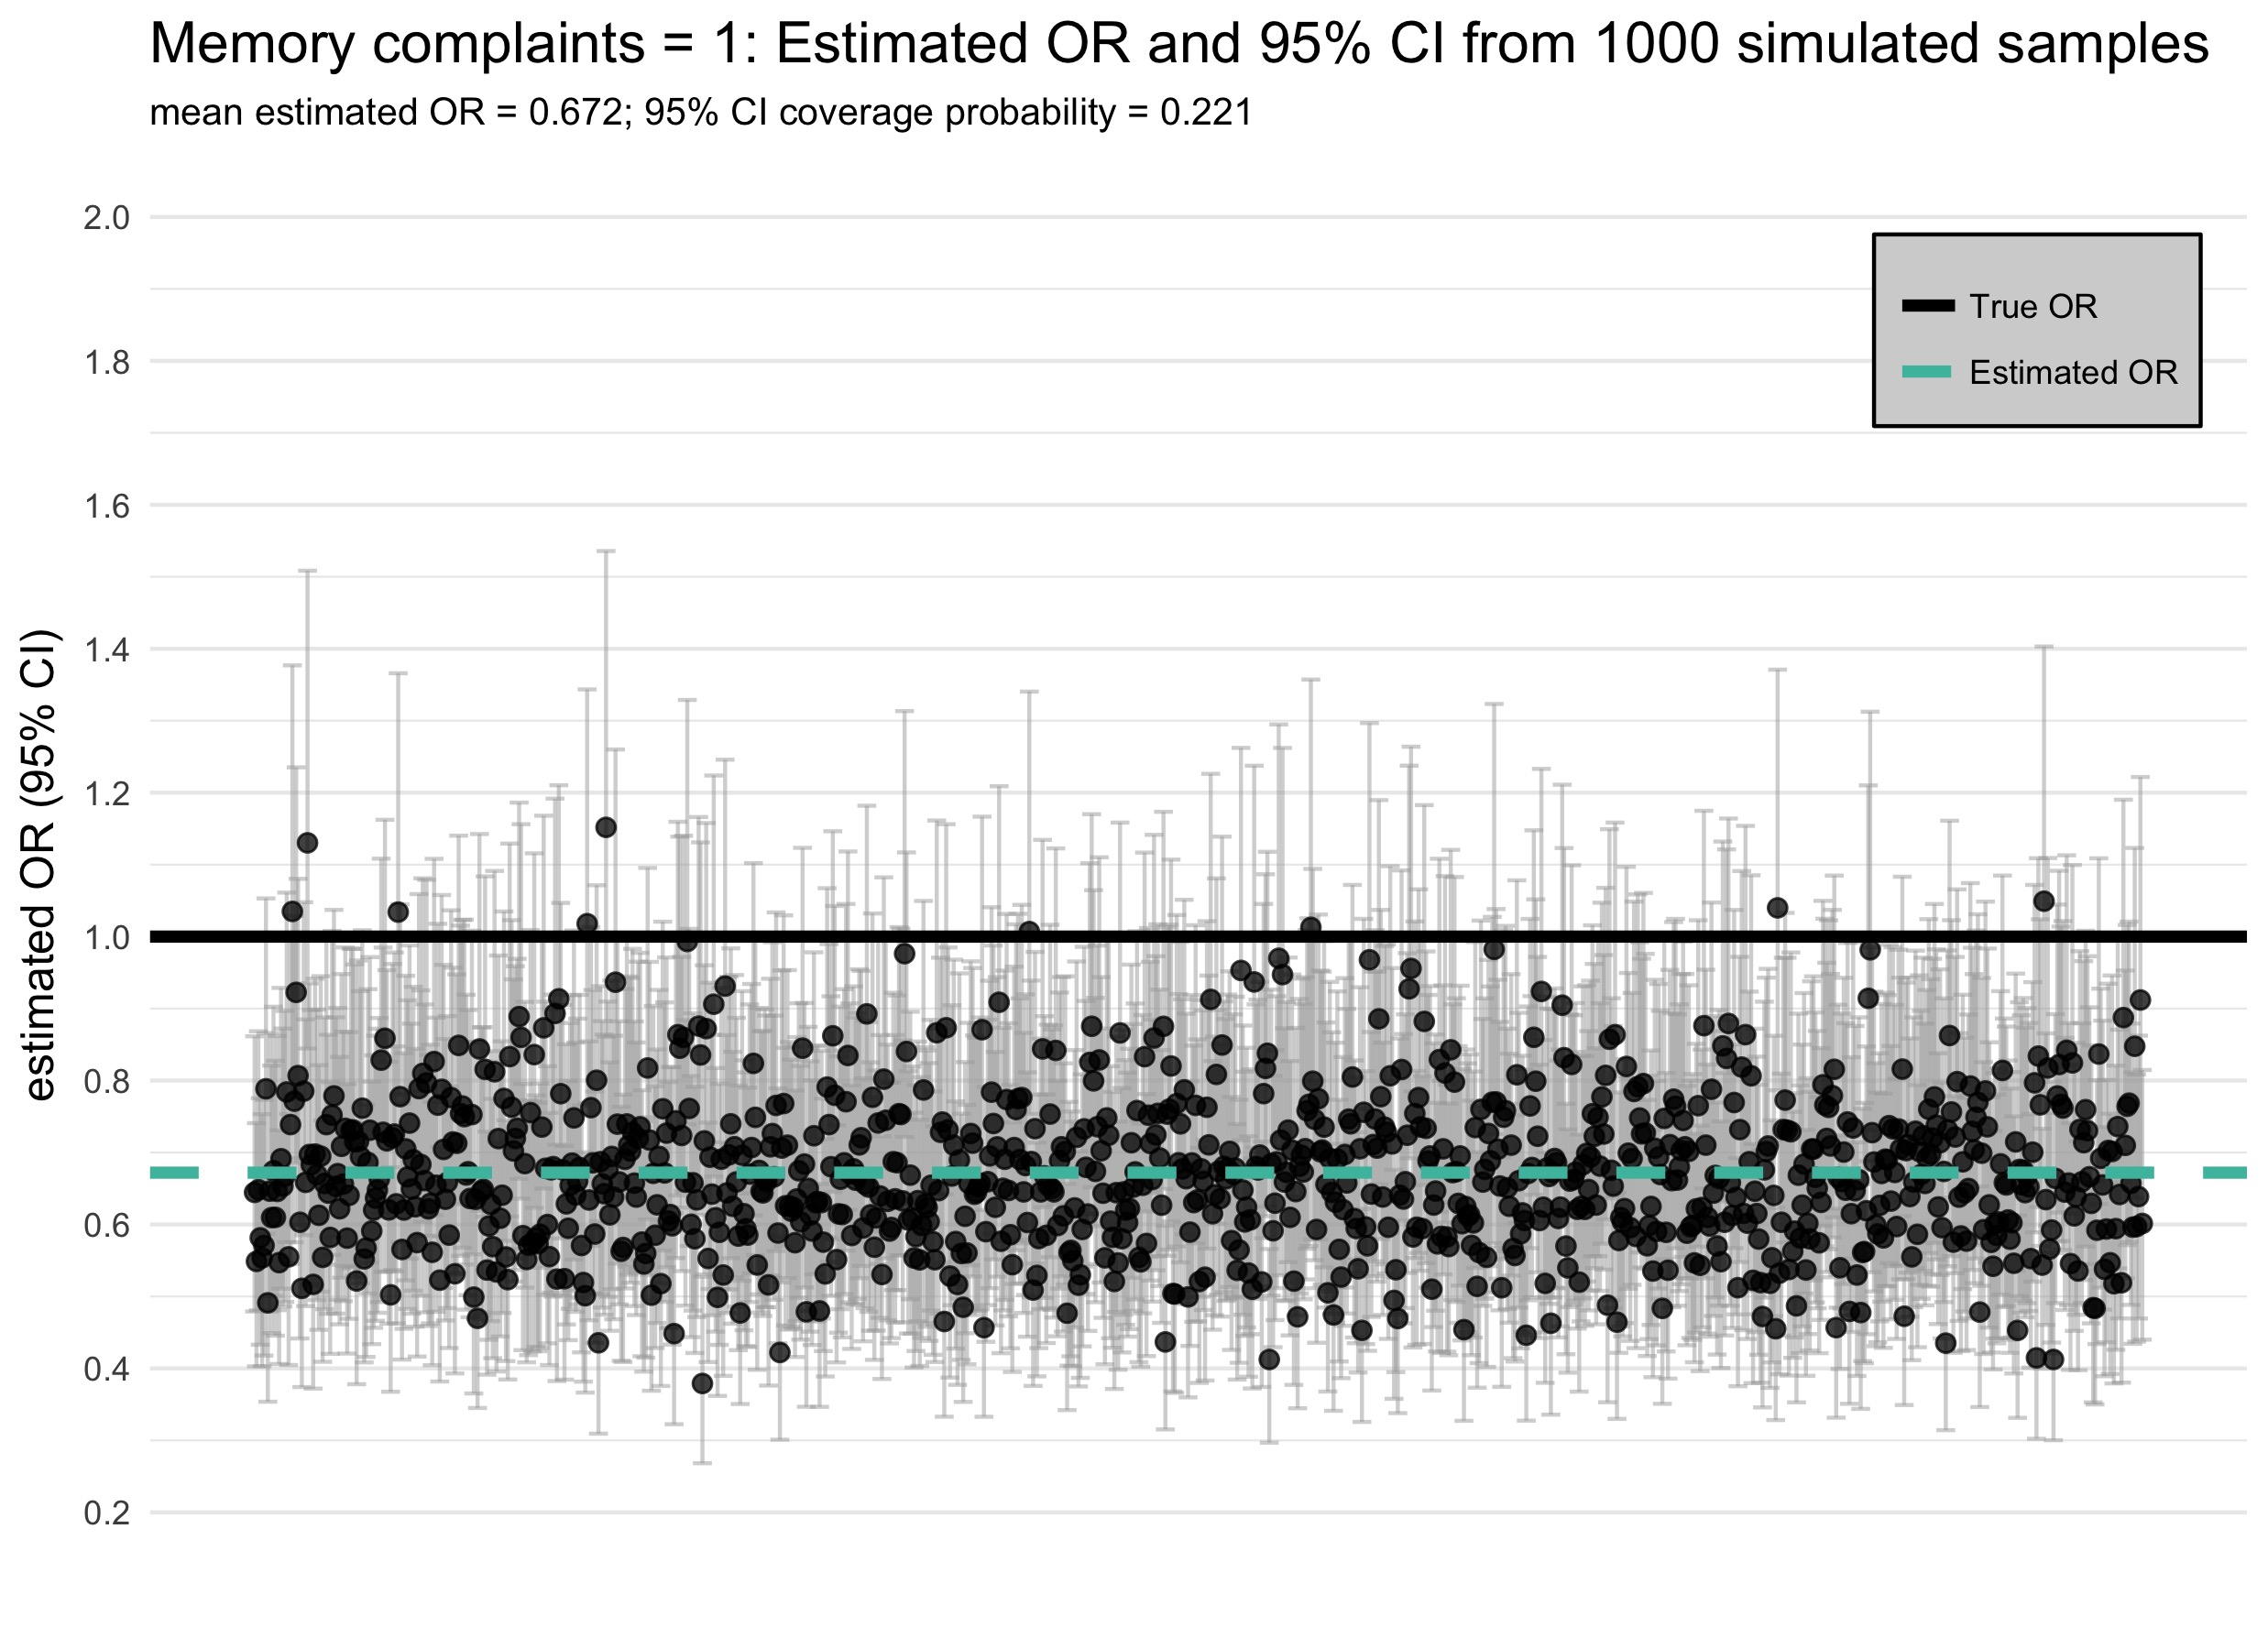 Memory complaints = 1: Estimated OR and 95% CI from 1000 simulated samples
mean estimated OR = 0.672; 95% CI coverage probability = 0.221
2.0
1.8
1.6
1.4
1.2
1.0
0.8
0.6
0.4
0.2
estimated OR (95% CI)
True OR
Estimated OR